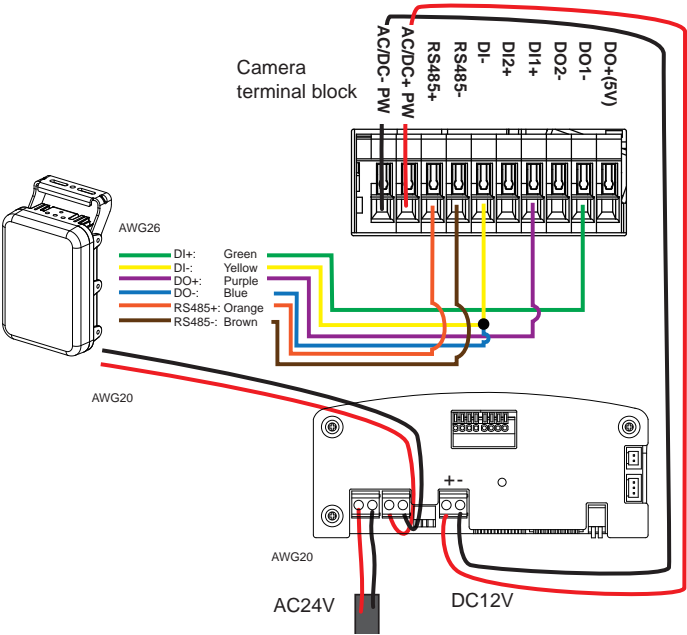 Camera
terminal block
AC/DC- PW
AC/DC+ PW
RS485+
RS485-
DI-
DI2+
DI1+
DO2-
DO1-
DO+(5V)
AWG26
DI+: Green
DI-: Yellow
DO+: Purple
DO-: Blue
RS485+: Orange
RS485-: Brown
AWG20
+ -
AWG20
AC24V
DC12V